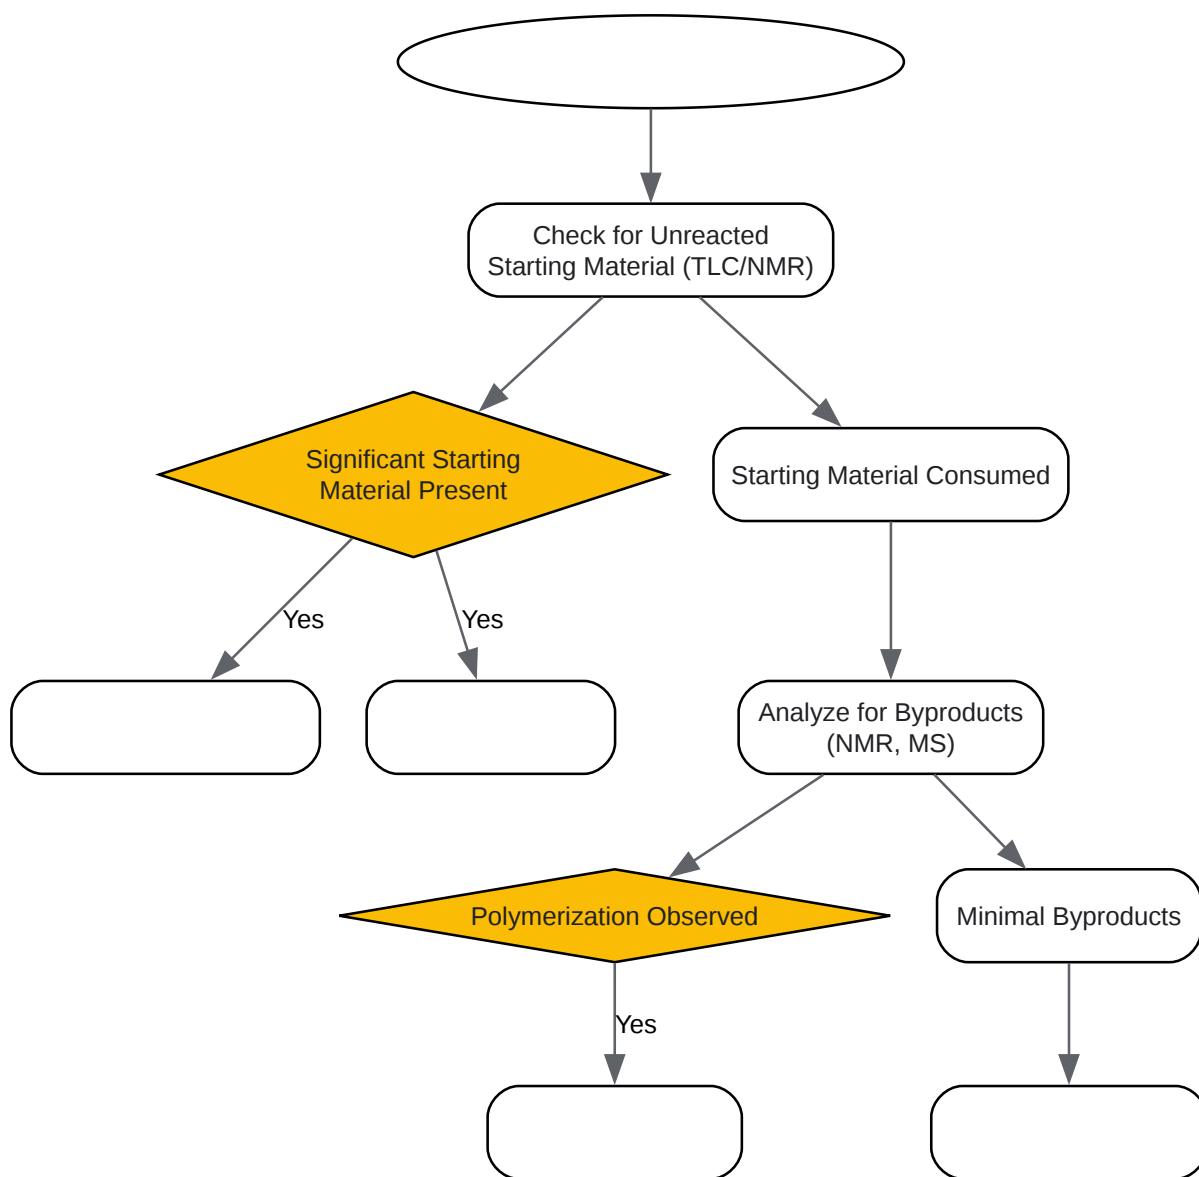 Check for Unreacted
Starting Material (TLC/NMR)
Significant Starting
Material Present
Starting Material Consumed
Yes
Yes
Analyze for Byproducts
(NMR, MS)
Polymerization Observed
Minimal Byproducts
Yes